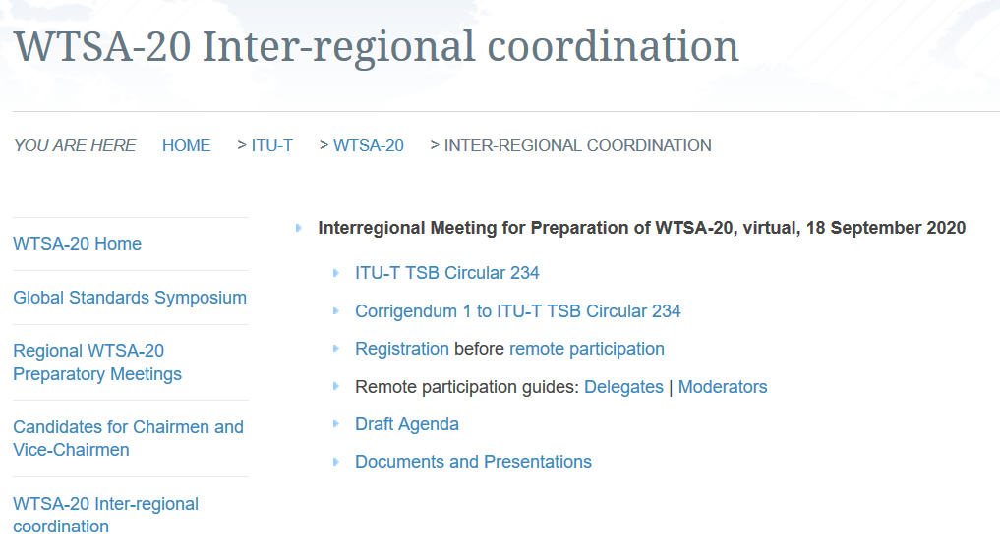 WTSA-20 Inter-regional coordination
YOU ARE HERE HOME > ITU-T > WTSA-20 > INTER-REGIONAL COORDINATION
WTSA-20 Home
Global Standards Symposium
Regional WTSA-20
Preparatory Meetings
Candidates for Chairmen and
Vice-Chairmen
WTSA-20 Inter-regional
coordination
Interregional Meeting for Preparation of WTSA-20, virtual, 18 September 2020
ITU-T TSB Circular 234
Corrigendum 1 to ITU-T TSB Circular 234
Registration before remote participation
Remote participation guides: Delegates | Moderators
Draft Agenda
Documents and Presentations